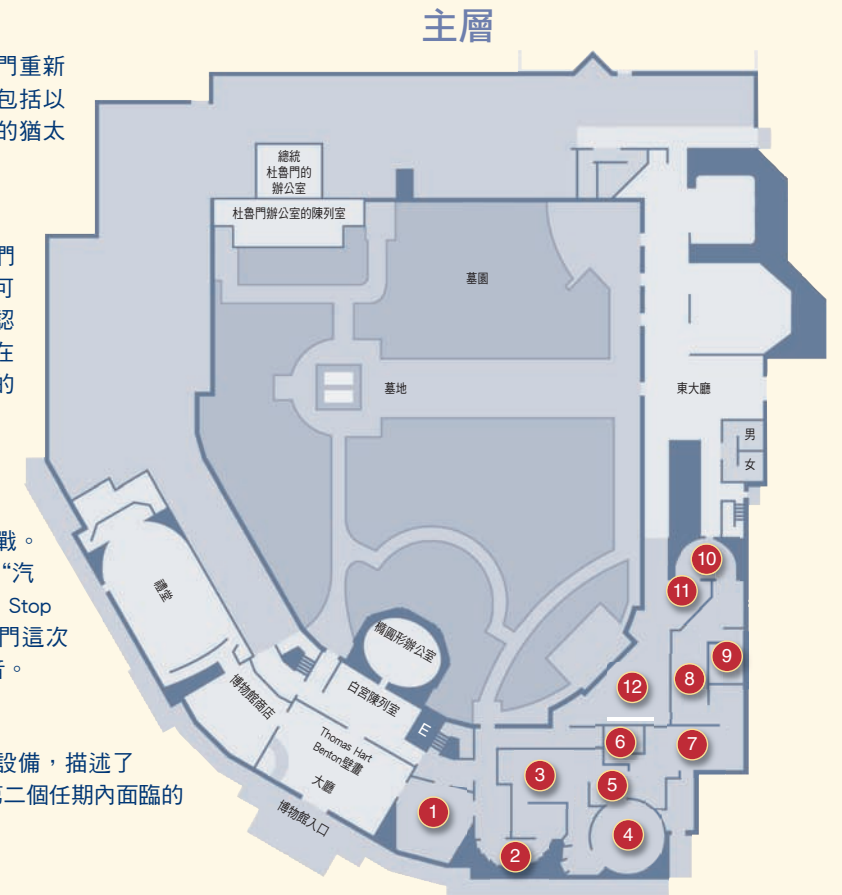 主層
門重新
包括以
的猶太
們
可
認
在
的
戰。
“汽
Stop
門這次
音。
設備，描述了
第二個任期內面臨的
總統
杜魯門的
辦公室
杜魯門辦公室的陳列室
墓園
墓地
東大廳
男
女
禮堂
橢圓形辦公室
白宮陳列室
博物館商店
E
Thomas Hart
Benton壁畫
大廳
博物館入口
1
2
3
4
5
6
7
8
9
10
11
12